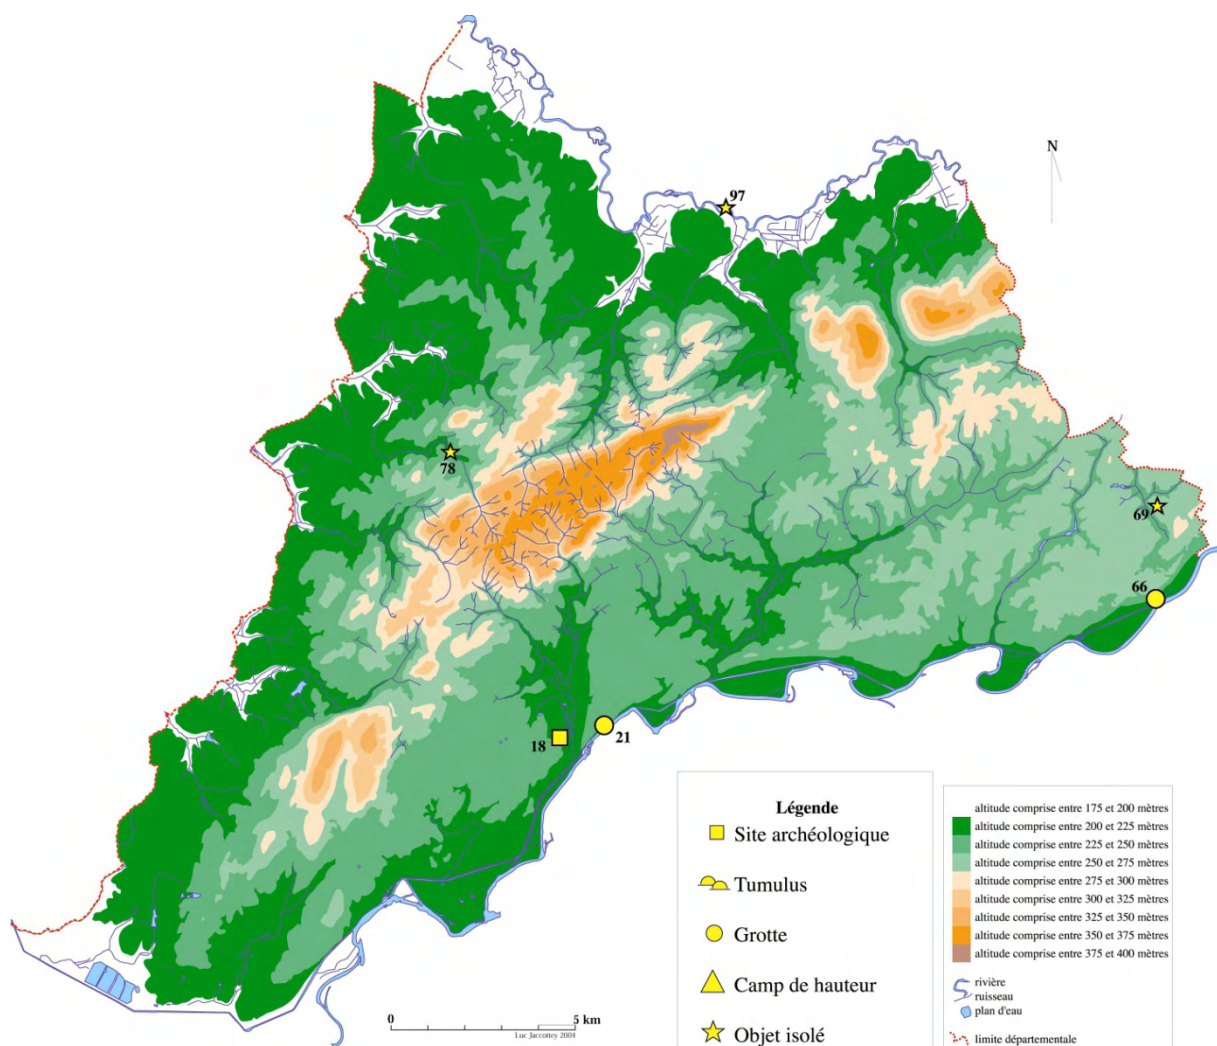 N
97
78
69
66
18
21
Légende
Site archéologique
Tumulus
Grotte
Camp de hauteur
Objet isolé
altitude comprise entre 175 et 200 mètres
altitude comprise entre 200 et 225 mètres
altitude comprise entre 225 et 250 mètres
altitude comprise entre 250 et 275 mètres
altitude comprise entre 275 et 300 mètres
altitude comprise entre 300 et 325 mètres
altitude comprise entre 325 et 350 mètres
altitude comprise entre 350 et 375 mètres
altitude comprise entre 375 et 400 mètres
rivière
ruisseau
plan d'eau
limite départementale
0 5 km
Luc Jaccottey 2004